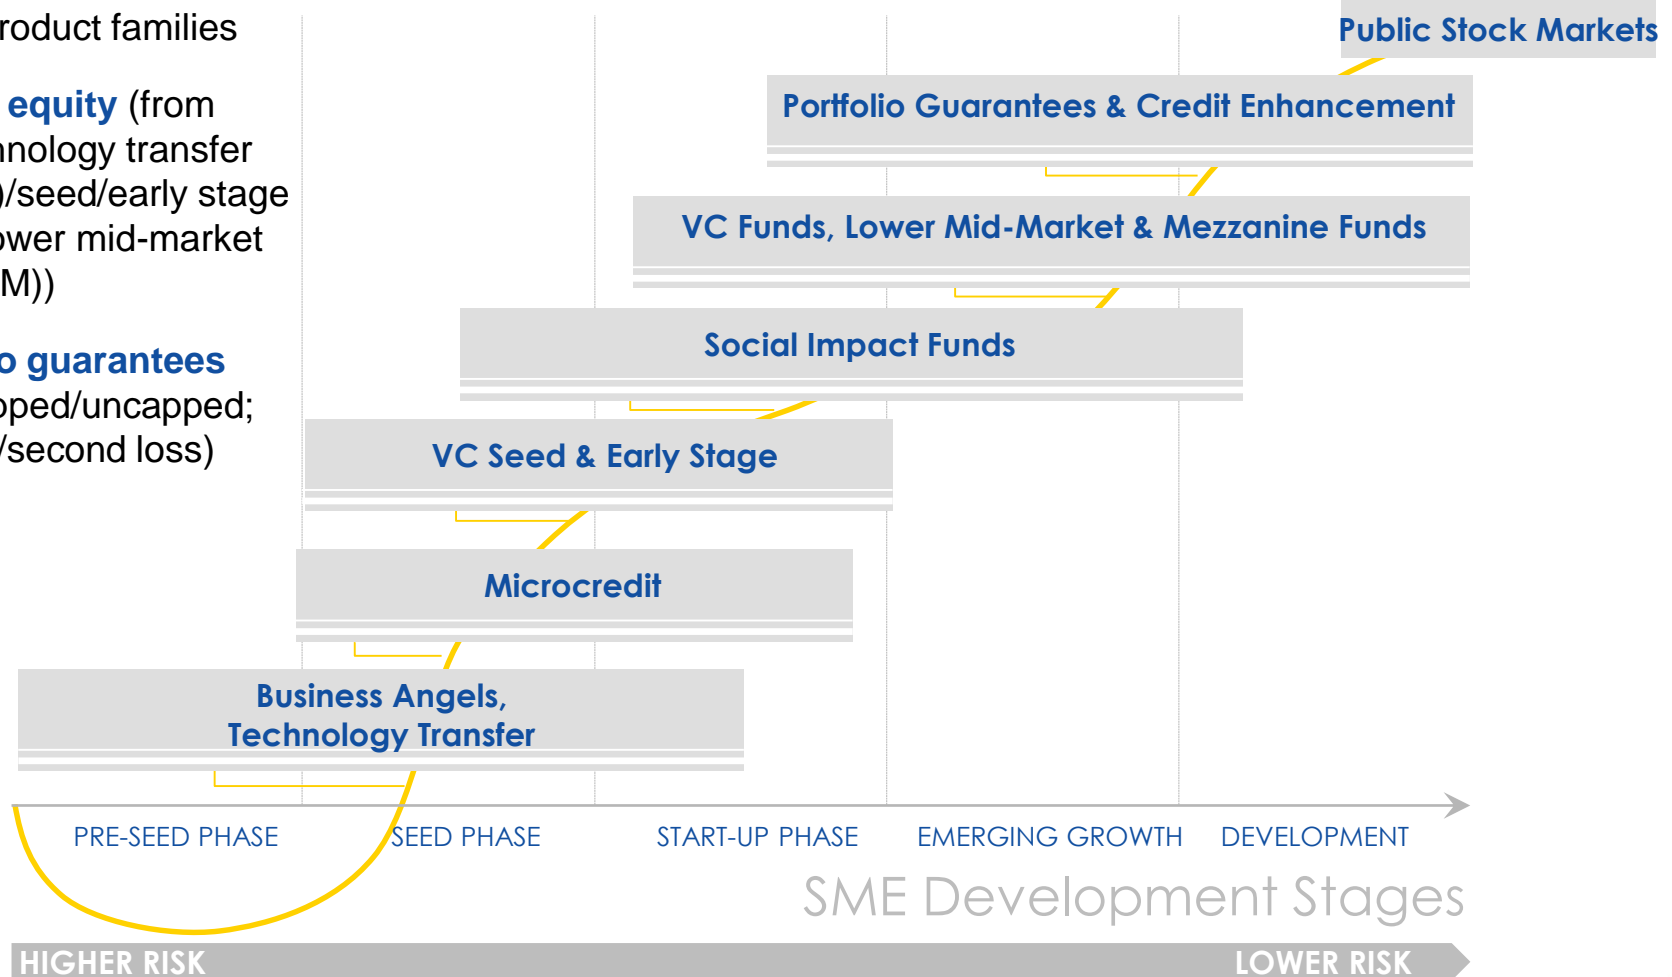 roduct families
equity (from
hnology transfer
)/seed/early stage
ower mid-market
M))
o guarantees
pped/uncapped;
/second loss)
Public Stock Markets
Portfolio Guarantees & Credit Enhancement
VC Funds, Lower Mid-Market & Mezzanine Funds
Social Impact Funds
VC Seed & Early Stage
Microcredit
Business Angels,
Technology Transfer
PRE-SEED PHASE SEED PHASE START-UP PHASE EMERGING GROWTH DEVELOPMENT
SME Development Stages
HIGHER RISK LOWER RISK